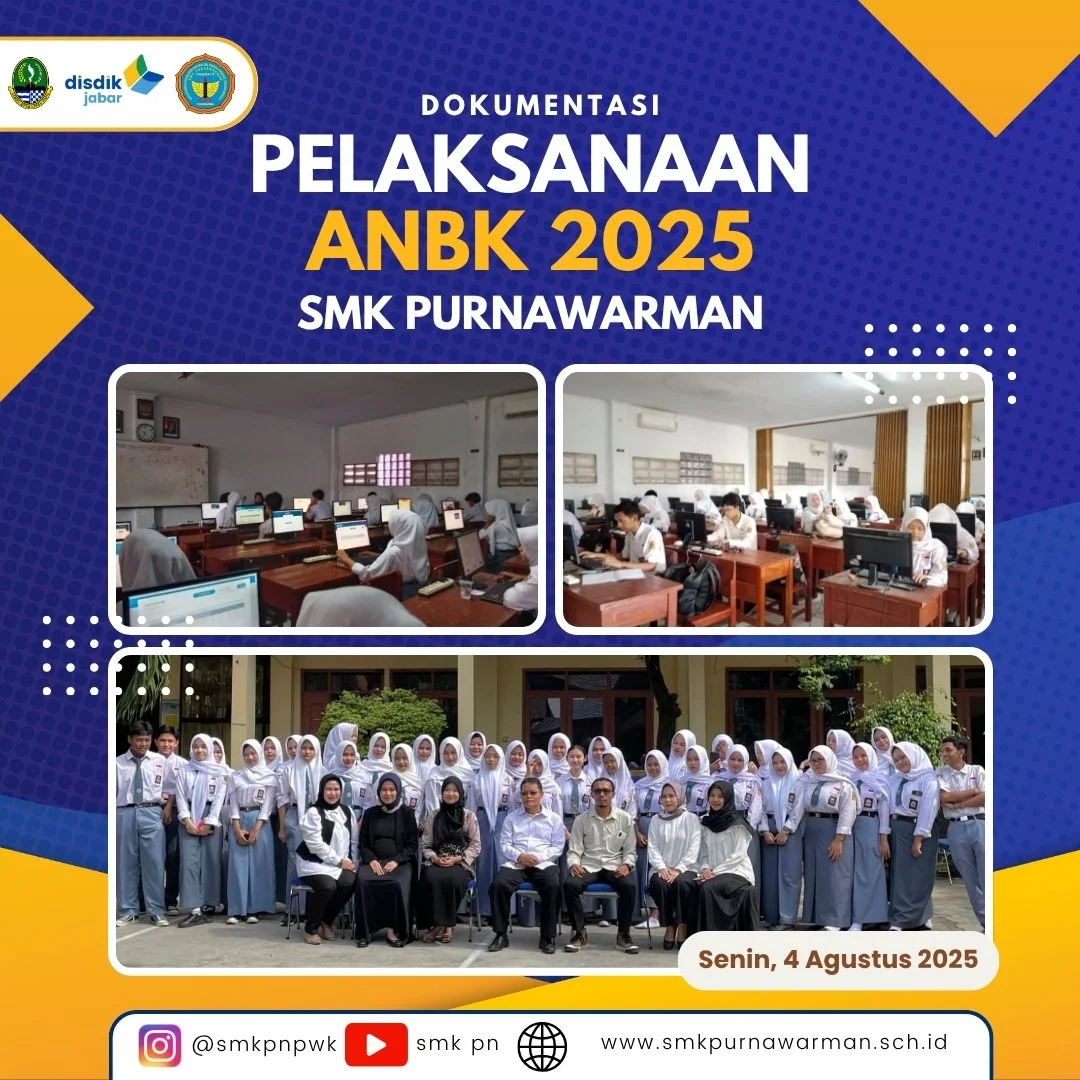 disdik
jabar
DOKUMENTASI
PELAKSANAAN
ANBK 2025
SMK PURNAWARMAN
Senin, 4 Agustus 2025
@smkpnpwk
smk pn
www.smkpurnawarman.sch.id